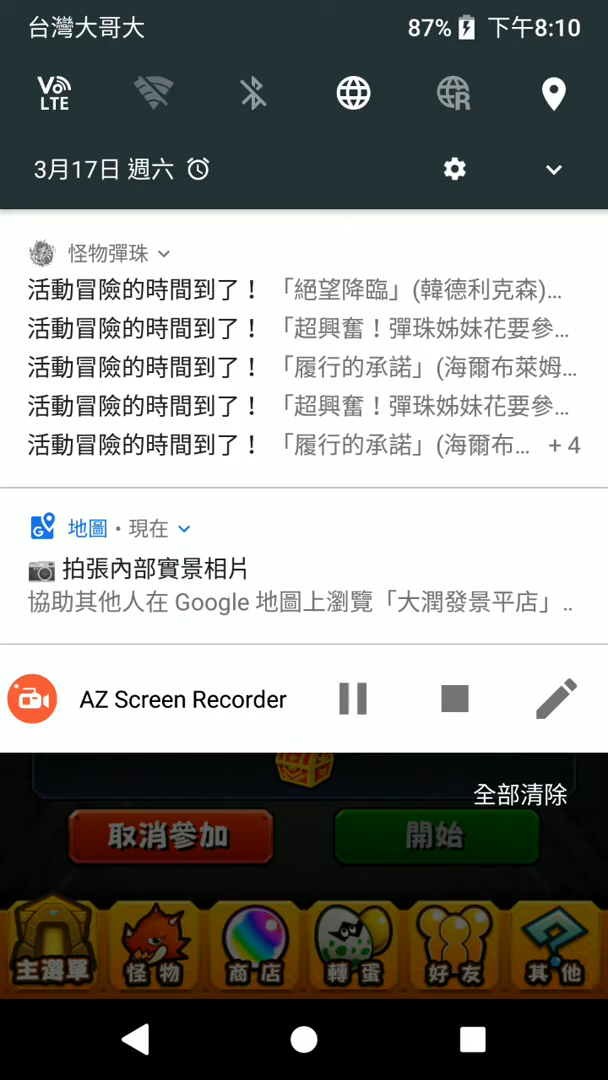 台灣大哥大
87% 下午8:10
Vo LTE
R
3月17日 週六
怪物彈珠
活動冒險的時間到了！ 「絕望降臨」(韓德利克森)…
活動冒險的時間到了！ 「超興奮！彈珠姊妹花要參…
活動冒險的時間到了！ 「履行的承諾」(海爾布萊姆…
活動冒險的時間到了！ 「超興奮！彈珠姊妹花要參…
活動冒險的時間到了！ 「履行的承諾」(海爾布… + 4
G 地圖・現在
拍張內部實景相片
協助其他人在 Google 地圖上瀏覽「大潤發景平店」..
AZ Screen Recorder
全部清除
取消參加 開始
主選單 怪物 商店 轉蛋 好友 其他